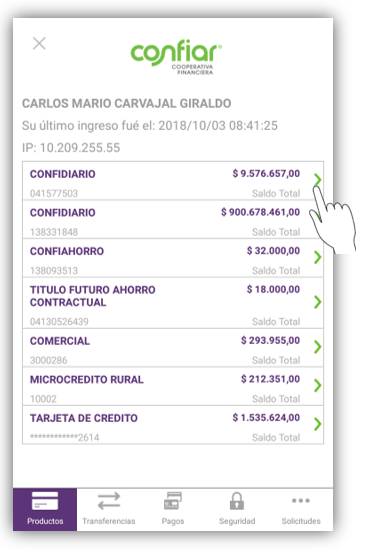 confiar®
COOPERATIVA
FINANCIERA
CARLOS MARIO CARVAJAL GIRALDO
Su último ingreso fué el: 2018/10/03 08:41:25
IP: 10.209.255.55
CONFIDIARIO $ 9.576.657,00
041577503 Saldo Total
CONFIDIARIO $ 900.678.461,00
138331848 Saldo Total
CONFIAHORRO $ 32.000,00
138093513 Saldo Total
TITULO FUTURO AHORRO $ 18.000,00
CONTRACTUAL
04130526439 Saldo Total
COMERCIAL $ 293.955,00
3000286 Saldo Total
MICROCREDITO RURAL $ 212.351,00
10002 Saldo Total
TARJETA DE CREDITO $ 1.535.624,00
************2614 Saldo Total
Productos Transferencias Pagos Seguridad Solicitudes